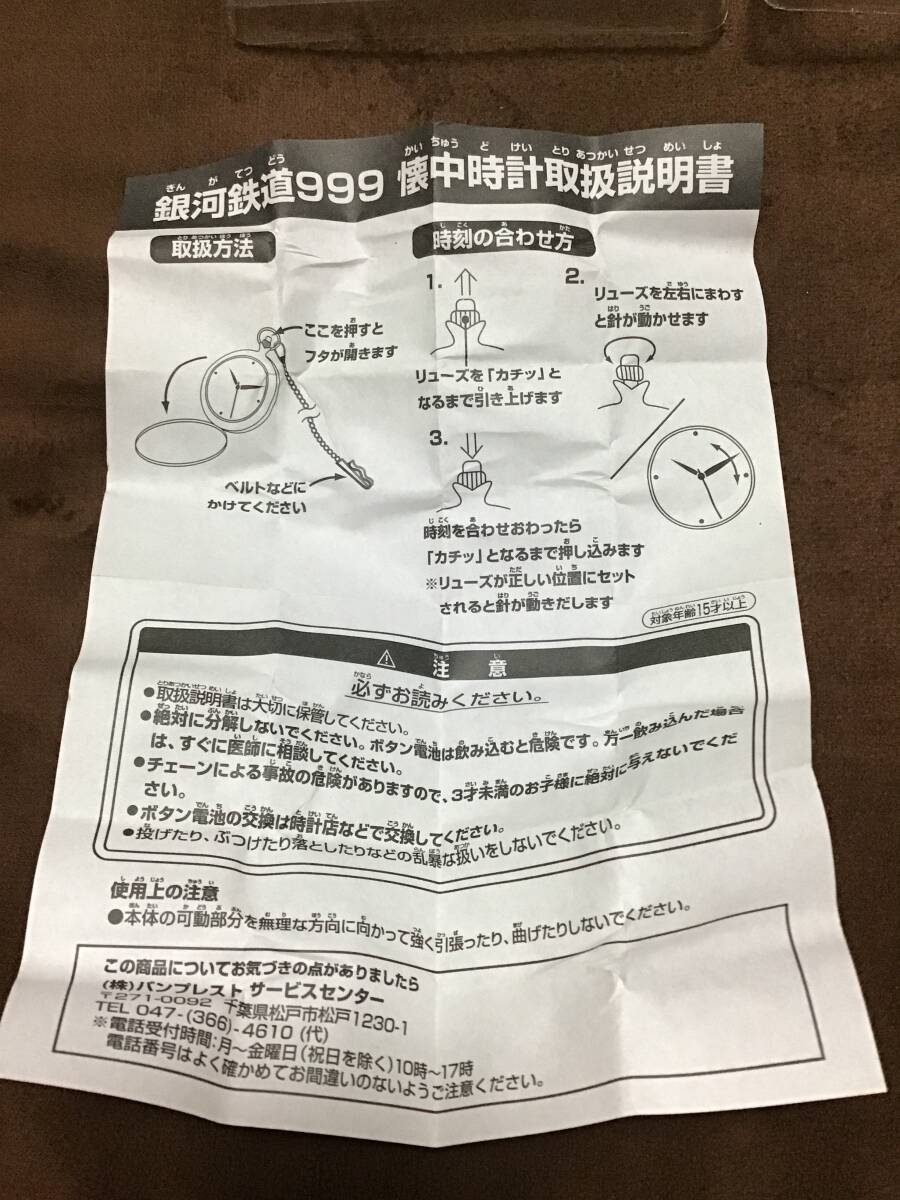 銀河鉄道999 懐中時計取扱説明書
取扱方法
ここを押すと
フタが開きます
ベルトなどに
かけてください
時刻の合わせ方
1.
リューズを「カチッ」と
なるまで引き上げます
2.
リューズを左右にまわす
と針が動かせます
3.
時刻を合わせおわったら
「カチッ」となるまで押し込みます
※リューズが正しい位置にセット
されると針が動きだします
対象年齢15才以上
⚠ 注意
必ずお読みください。
●取扱説明書は大切に保管してください。
●絶対に分解しないでください。ボタン電池は飲み込むと危険です。万一飲み込んだ場合
は、すぐに医師に相談してください。
●チェーンによる事故の危険がありますので、3才未満のお子様に絶対に与えないでくだ
さい。
●ボタン電池の交換は時計店などで交換してください。
●投げたり、ぶつけたり落としたりなどの乱暴な扱いをしないでください。
使用上の注意
●本体の可動部分を無理な方向に向かって強く引張ったり、曲げたりしないでください。
この商品についてお気づきの点がありましたら
(株)バンプレスト サービスセンター
〒271-0092 千葉県松戸市松戸1230-1
TEL 047-(366)-4610 (代)
※電話受付時間:月〜金曜日(祝日を除く)10時〜17時
電話番号はよく確かめてお間違いのないようご注意ください。